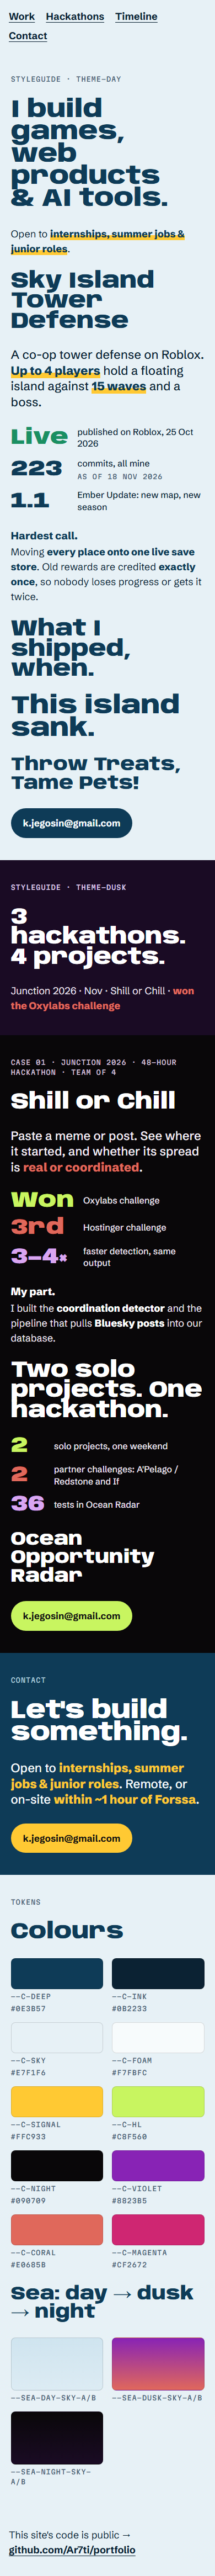 Work Hackathons Timeline
Contact
STYLEGUIDE · THEME-DAY
I build
games,
web
products
& AI tools.
Open to internships, summer jobs &
junior roles.
Sky Island
Tower
Defense
A co-op tower defense on Roblox.
Up to 4 players hold a floating
island against 15 waves and a
boss.
Live published on Roblox, 25 Oct
2026
223 commits, all mine
AS OF 18 NOV 2026
1.1 Ember Update: new map, new
season
Hardest call.
Moving every place onto one live save
store. Old rewards are credited exactly
once, so nobody loses progress or gets it
twice.
What I
shipped,
when.
This island
sank.
Throw Treats,
Tame Pets!
k.jegosin@gmail.com
STYLEGUIDE · THEME-DUSK
3
hackathons.
4 projects.
Junction 2026 · Nov · Shill or Chill · won
the Oxylabs challenge
CASE 01 · JUNCTION 2026 · 48-HOUR
HACKATHON · TEAM OF 4
Shill or Chill
Paste a meme or post. See where
it started, and whether its spread
is real or coordinated.
Won Oxylabs challenge
3rd Hostinger challenge
3–4× faster detection, same
output
My part.
I built the coordination detector and the
pipeline that pulls Bluesky posts into our
database.
Two solo
projects. One
hackathon.
2 solo projects, one weekend
2 partner challenges: A'Pelago /
Redstone and If
36 tests in Ocean Radar
Ocean
Opportunity
Radar
k.jegosin@gmail.com
CONTACT
Let's build
something.
Open to internships, summer
jobs & junior roles. Remote, or
on-site within ~1 hour of Forssa.
k.jegosin@gmail.com
TOKENS
Colours
--C-DEEP
#0E3B57
--C-INK
#0B2233
--C-SKY
#E7F1F6
--C-FOAM
#F7FBFC
--C-SIGNAL
#FFC933
--C-HL
#C8F560
--C-NIGHT
#090709
--C-VIOLET
#8823B5
--C-CORAL
#E0685B
--C-MAGENTA
#CF2672
Sea: day → dusk
→ night
--SEA-DAY-SKY-A/B
--SEA-DUSK-SKY-A/B
--SEA-NIGHT-SKY-
A/B
This site's code is public →
github.com/Ar7ti/portfolio